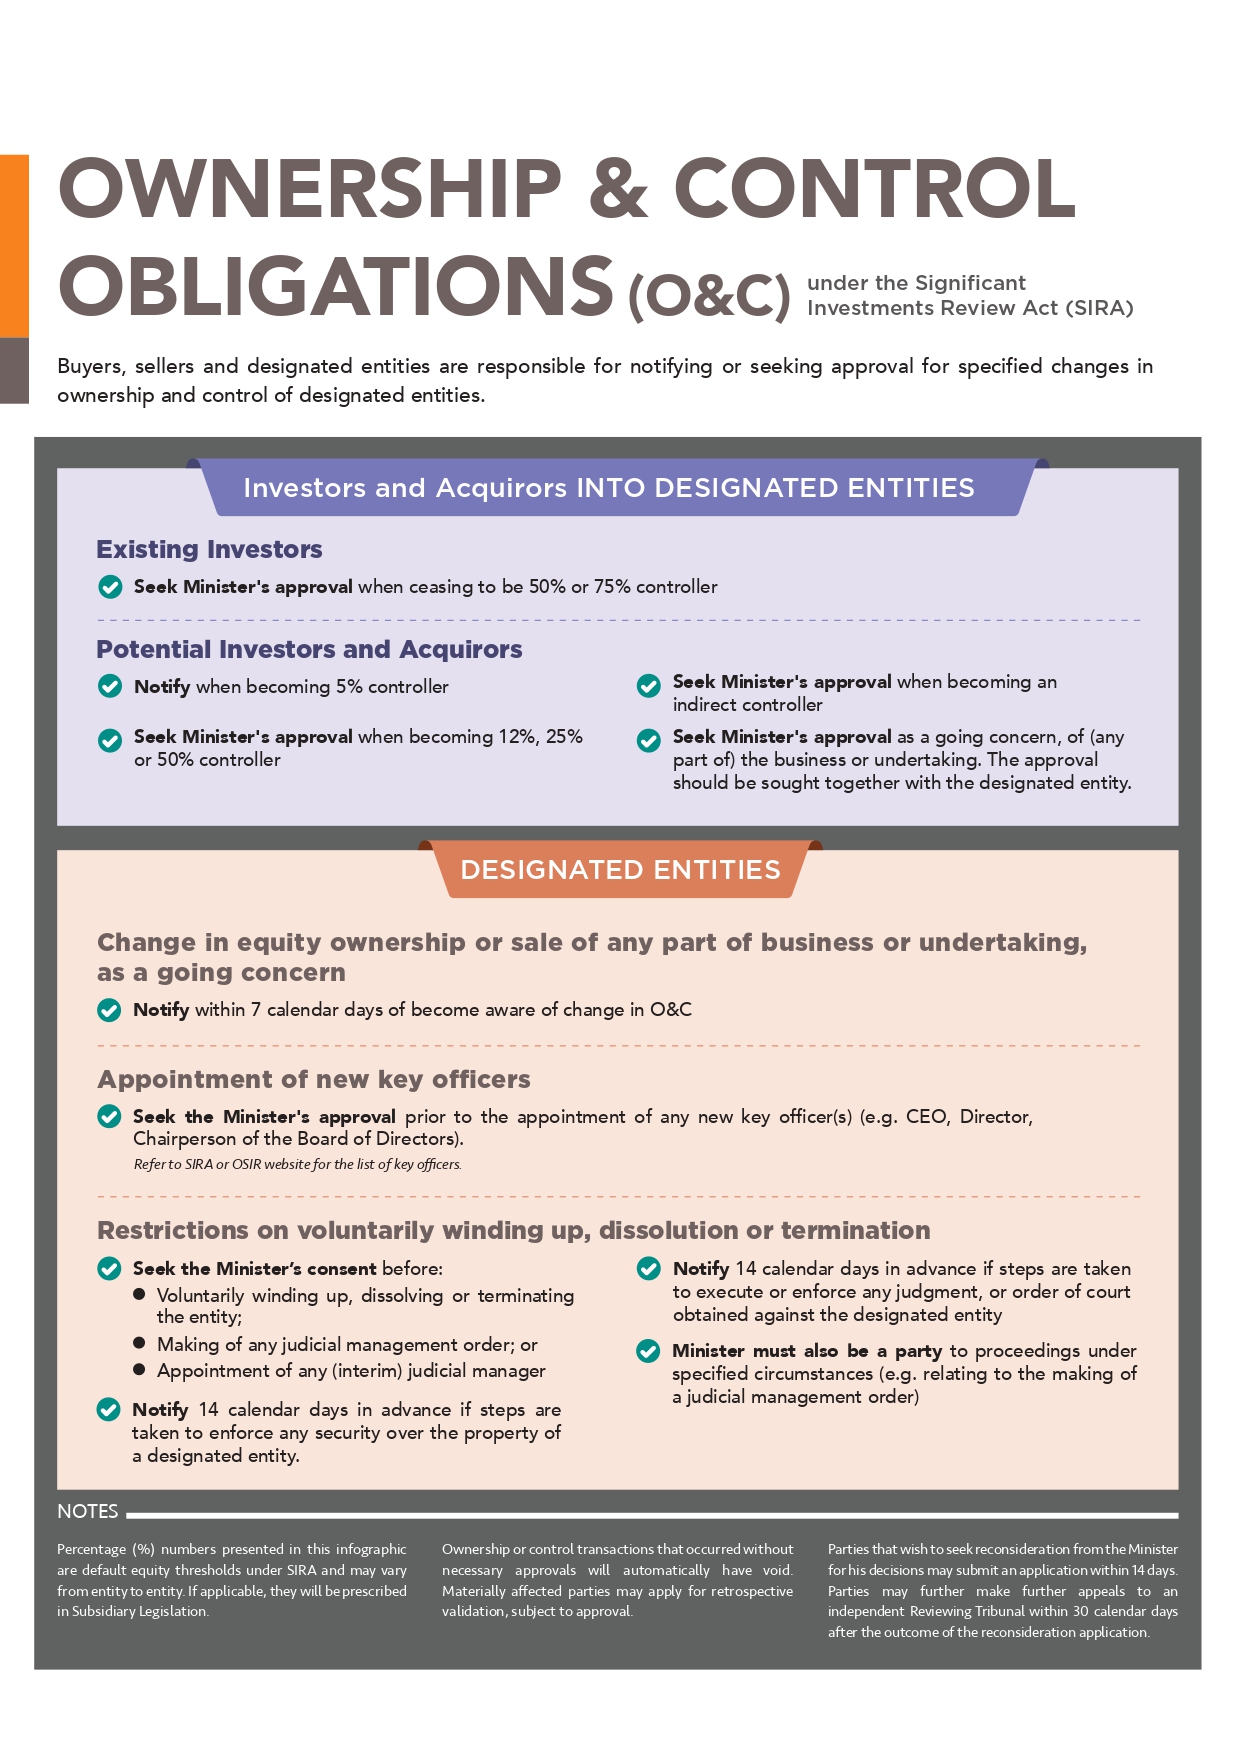 OWNERSHIP & CONTROL
OBLIGATIONS (O&C) under the Significant
Investments Review Act (SIRA)
Buyers, sellers and designated entities are responsible for notifying or seeking approval for specified changes in
ownership and control of designated entities.
Investors and Acquirors INTO DESIGNATED ENTITIES
Existing Investors
Seek Minister's approval when ceasing to be 50% or 75% controller
Potential Investors and Acquirors
Notify when becoming 5% controller
Seek Minister's approval when becoming 12%, 25%
or 50% controller
Seek Minister's approval when becoming an
indirect controller
Seek Minister's approval as a going concern, of (any
part of) the business or undertaking. The approval
should be sought together with the designated entity.
DESIGNATED ENTITIES
Change in equity ownership or sale of any part of business or undertaking,
as a going concern
Notify within 7 calendar days of become aware of change in O&C
Appointment of new key officers
Seek the Minister's approval prior to the appointment of any new key officer(s) (e.g. CEO, Director,
Chairperson of the Board of Directors).
Refer to SIRA or OSIR website for the list of key officers.
Restrictions on voluntarily winding up, dissolution or termination
Seek the Minister’s consent before:
● Voluntarily winding up, dissolving or terminating
the entity;
● Making of any judicial management order; or
● Appointment of any (interim) judicial manager
Notify 14 calendar days in advance if steps are
taken to enforce any security over the property of
a designated entity.
Notify 14 calendar days in advance if steps are taken
to execute or enforce any judgment, or order of court
obtained against the designated entity
Minister must also be a party to proceedings under
specified circumstances (e.g. relating to the making of
a judicial management order)
NOTES
Percentage (%) numbers presented in this infographic
are default equity thresholds under SIRA and may vary
from entity to entity. If applicable, they will be prescribed
in Subsidiary Legislation.
Ownership or control transactions that occurred without
necessary approvals will automatically have void.
Materially affected parties may apply for retrospective
validation, subject to approval.
Parties that wish to seek reconsideration from the Minister
for his decisions may submit an application within 14 days.
Parties may further make further appeals to an
independent Reviewing Tribunal within 30 calendar days
after the outcome of the reconsideration application.